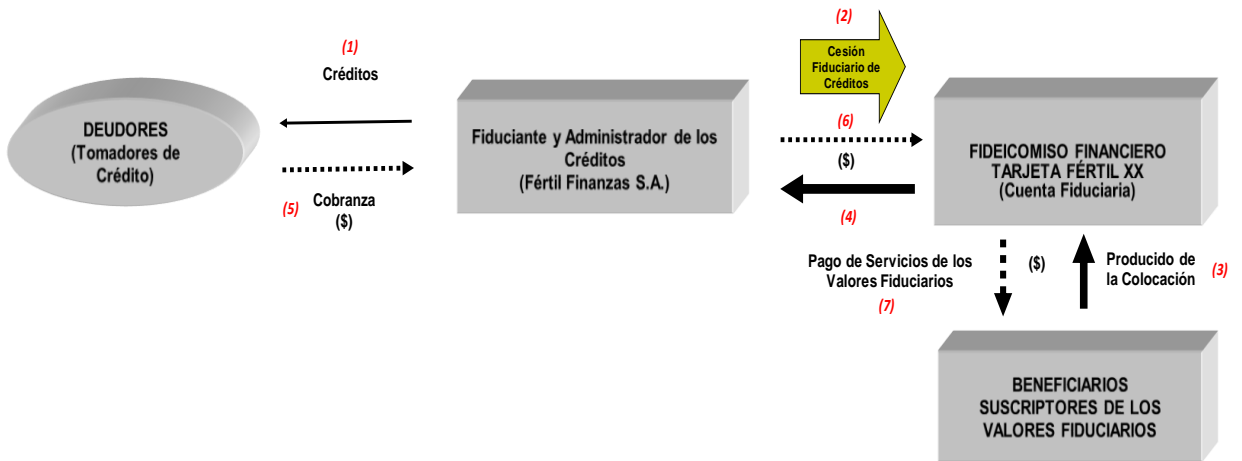 (1)
Créditos
DEUDORES
(Tomadores de
Crédito)
(5)
Cobranza
($)
Fiduciante y Administrador de los
Créditos
(Fértil Finanzas S.A.)
(2)
Cesión
Fiduciario de
Créditos
(6)
($)
(4)
FIDEICOMISO FINANCIERO
TARJETA FÉRTIL XX
(Cuenta Fiduciaria)
Pago de Servicios de los
Valores Fiduciarios
(7)
($)
Producido de
la Colocación
(3)
BENEFICIARIOS
SUSCRIPTORES DE LOS
VALORES FIDUCIARIOS